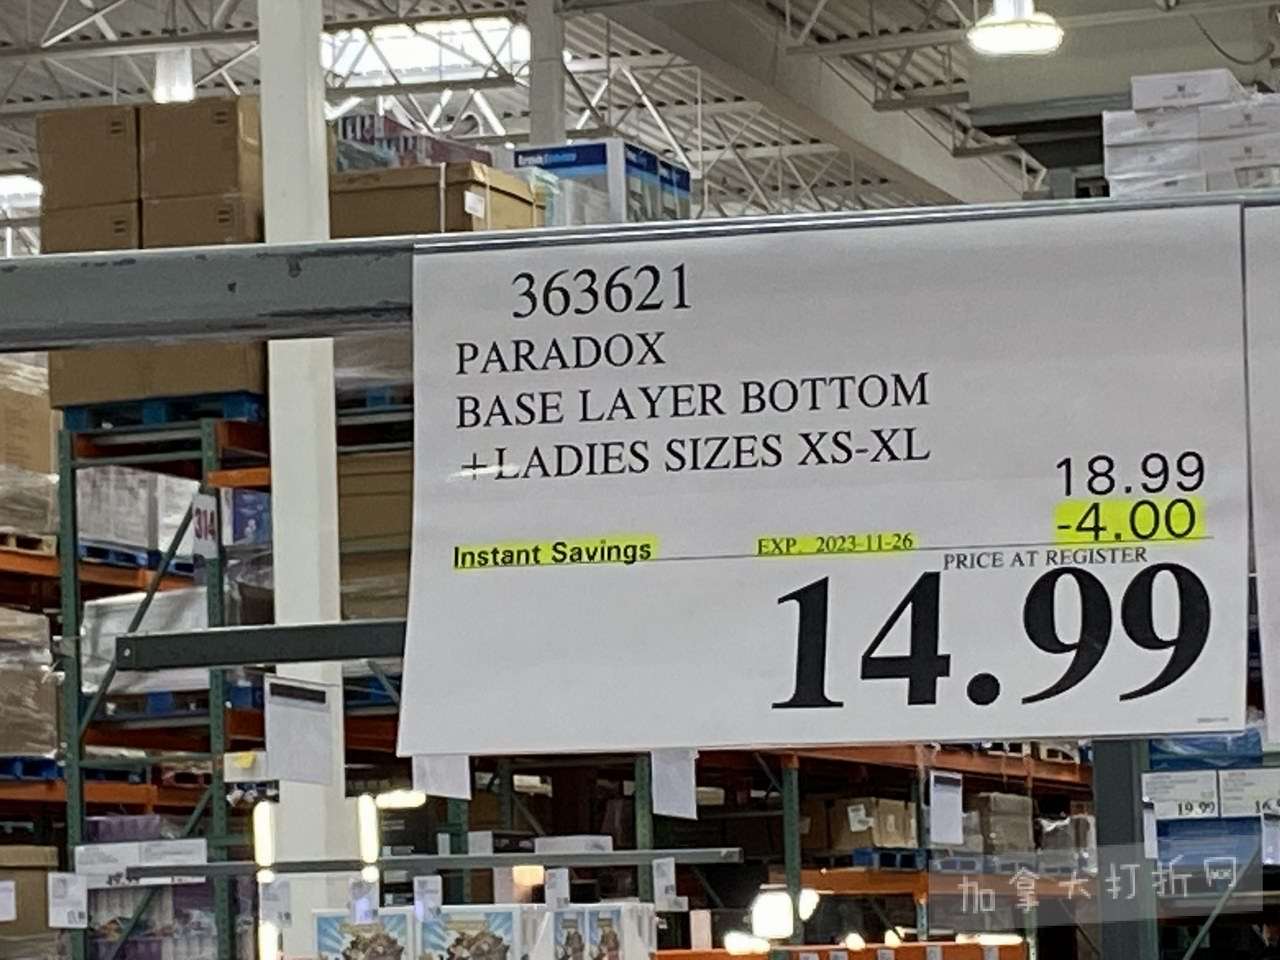 363621
PARADOX
BASE LAYER BOTTOM
+LADIES SIZES XS-XL
18.99
-4.00
Instant Savings EXP. 2023-11-26
PRICE AT REGISTER
14.99
314
19.99
加拿大打折网